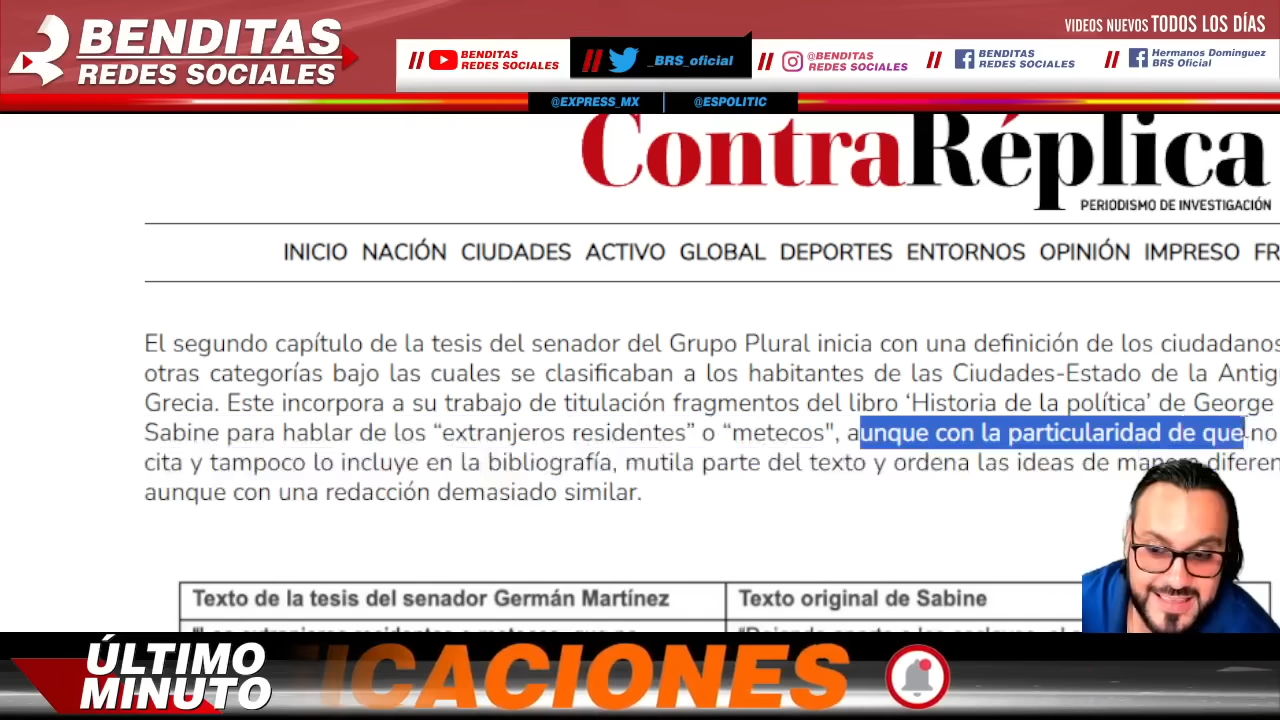 BENDITAS
REDES SOCIALES
VIDEOS NUEVOS TODOS LOS DÍAS
// BENDITAS
REDES SOCIALES
// _BRS_oficial
// @BENDITAS
REDES SOCIALES
// BENDITAS
REDES SOCIALES
// Hermanos Dominguez
BRS Oficial
@EXPRESS_MX @ESPOLITIC
ContraRéplica
PERIODISMO DE INVESTIGACIÓN
INICIO NACIÓN CIUDADES ACTIVO GLOBAL DEPORTES ENTORNOS OPINIÓN IMPRESO FR
El segundo capítulo de la tesis del senador del Grupo Plural inicia con una definición de los ciudadanos
otras categorías bajo las cuales se clasificaban a los habitantes de las Ciudades-Estado de la Antigu
Grecia. Este incorpora a su trabajo de titulación fragmentos del libro ‘Historia de la política’ de George
Sabine para hablar de los “extranjeros residentes” o “metecos", aunque con la particularidad de que no
cita y tampoco lo incluye en la bibliografía, mutila parte del texto y ordena las ideas de manera diferen
aunque con una redacción demasiado similar.
Texto de la tesis del senador Germán Martínez
Texto original de Sabine
ÚLTIMO
MINUTO
ICACIONES